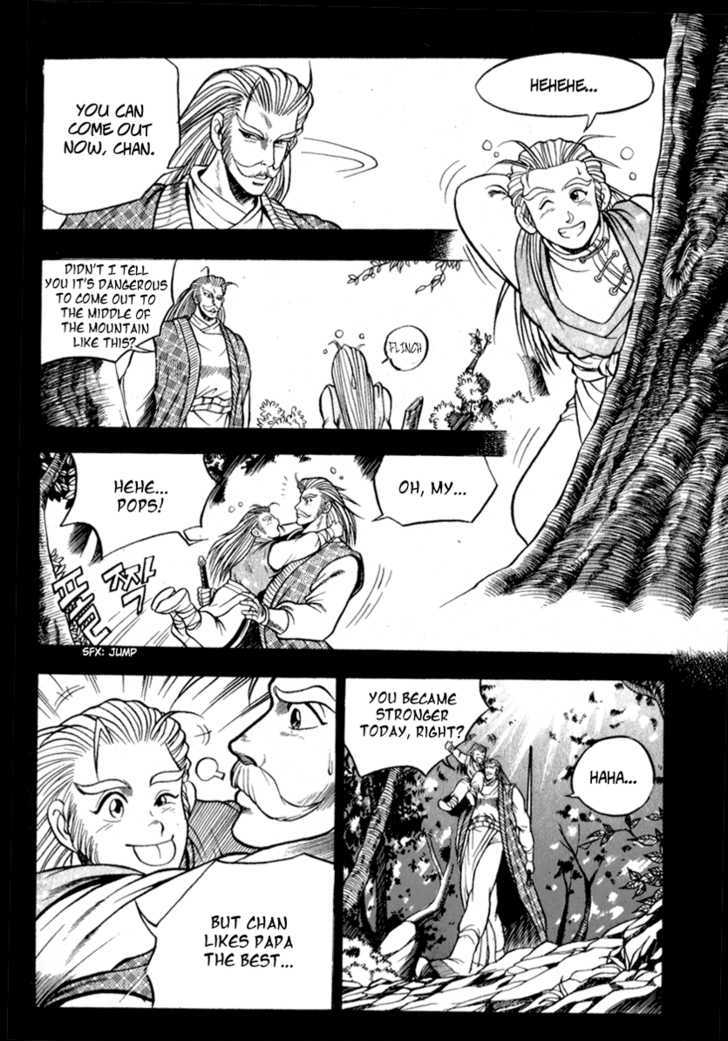 YOU CAN
COME OUT
NOW, CHAN.
HEHEHE...
DIDN'T I TELL
YOU IT'S DANGEROUS
TO COME OUT TO
THE MIDDLE OF
THE MOUNTAIN
LIKE THIS?
FLINCH
HEHE...
POPS!
OH, MY...
폴짝
SFX: JUMP
BUT CHAN
LIKES PAPA
THE BEST...
YOU BECAME
STRONGER
TODAY, RIGHT?
HAHA...